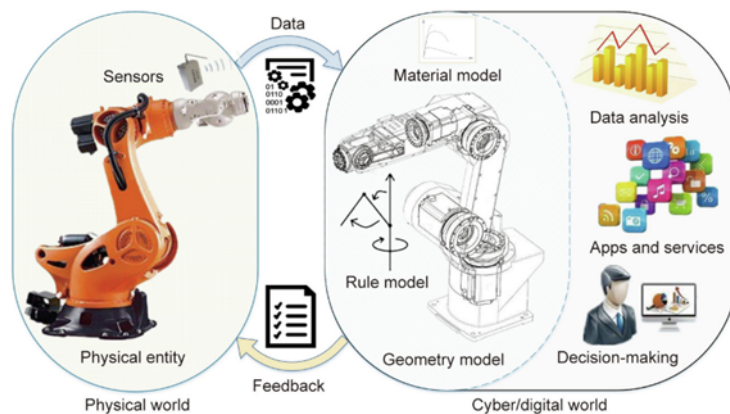 Data
Sensors
01
0110
0001
01101
Material model
Data analysis
Rule model
Apps and services
Physical entity
Geometry model
Decision-making
Feedback
Physical world
Cyber/digital world